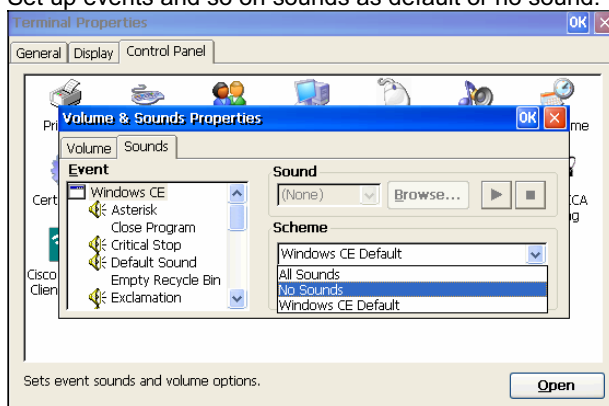 Set up events and so on sounds as default or no sound.
Terminal Properties
OK
General Display Control Panel
Pri
me
Volume & Sounds Properties
OK
Volume Sounds
Cert
Event
Windows CE
Asterisk
Close Program
Critical Stop
Default Sound
Empty Recycle Bin
Exclamation
Sound
(None)
Browse...
Scheme
Windows CE Default
All Sounds
No Sounds
Windows CE Default
CA
g
Cisco
Clien
Sets event sounds and volume options.
Open